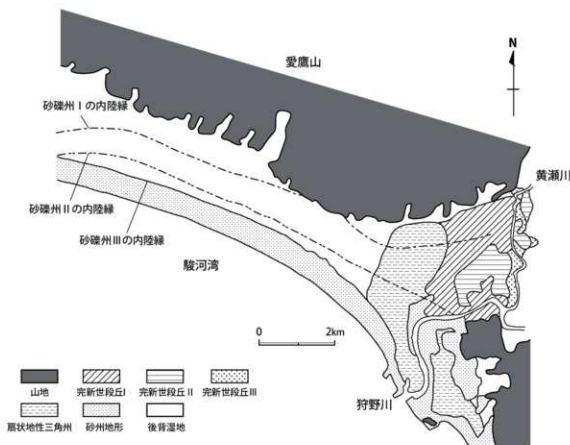 愛鷹山
N
砂礫州Ⅰの内陸縁
黄瀬川
砂礫州Ⅱの内陸縁
砂礫州Ⅲの内陸縁
駿河湾
0 2km
狩野川
山地
完新世段丘Ⅰ
完新世段丘Ⅱ
完新世段丘Ⅲ
扇状地性三角州
砂州地形
後背湿地